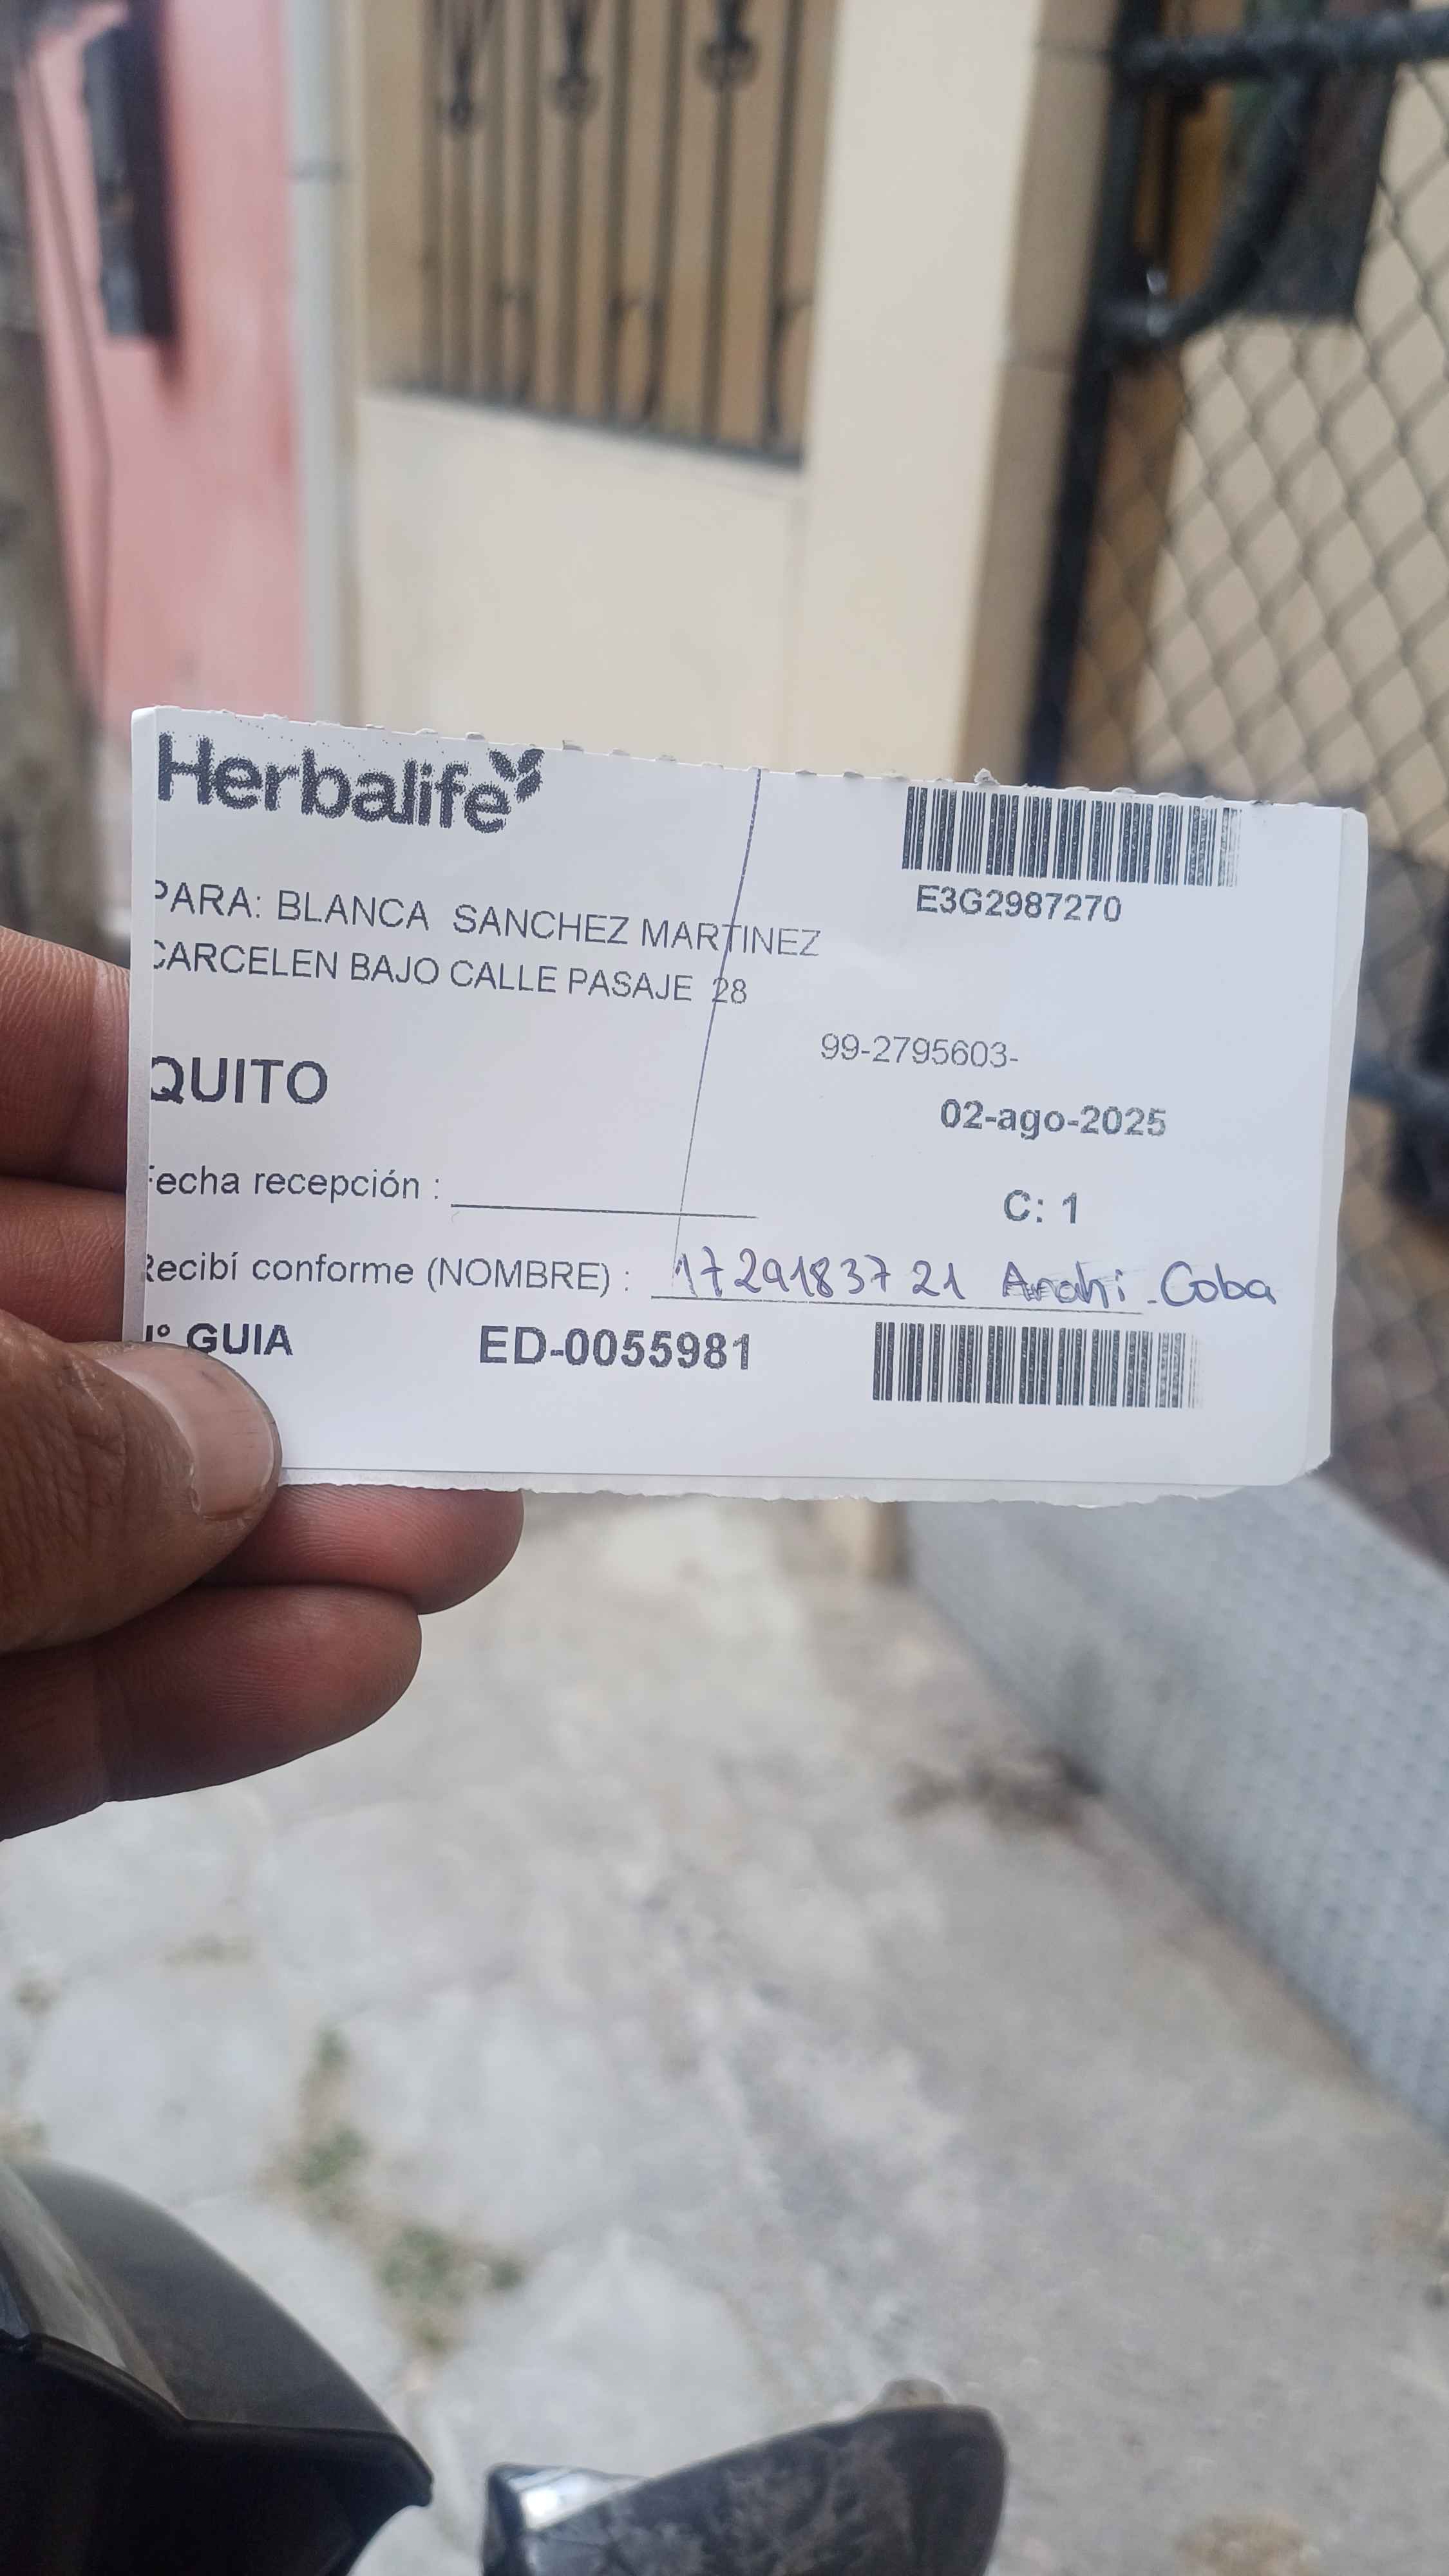 Herbalife
E3G2987270
PARA: BLANCA SANCHEZ MARTINEZ
CARCELEN BAJO CALLE PASAJE 28
99-2795603-
QUITO
02-ago-2025
Fecha recepción :
C: 1
Recibí conforme (NOMBRE) : 1729183721 Anahi Coba
N° GUIA ED-0055981